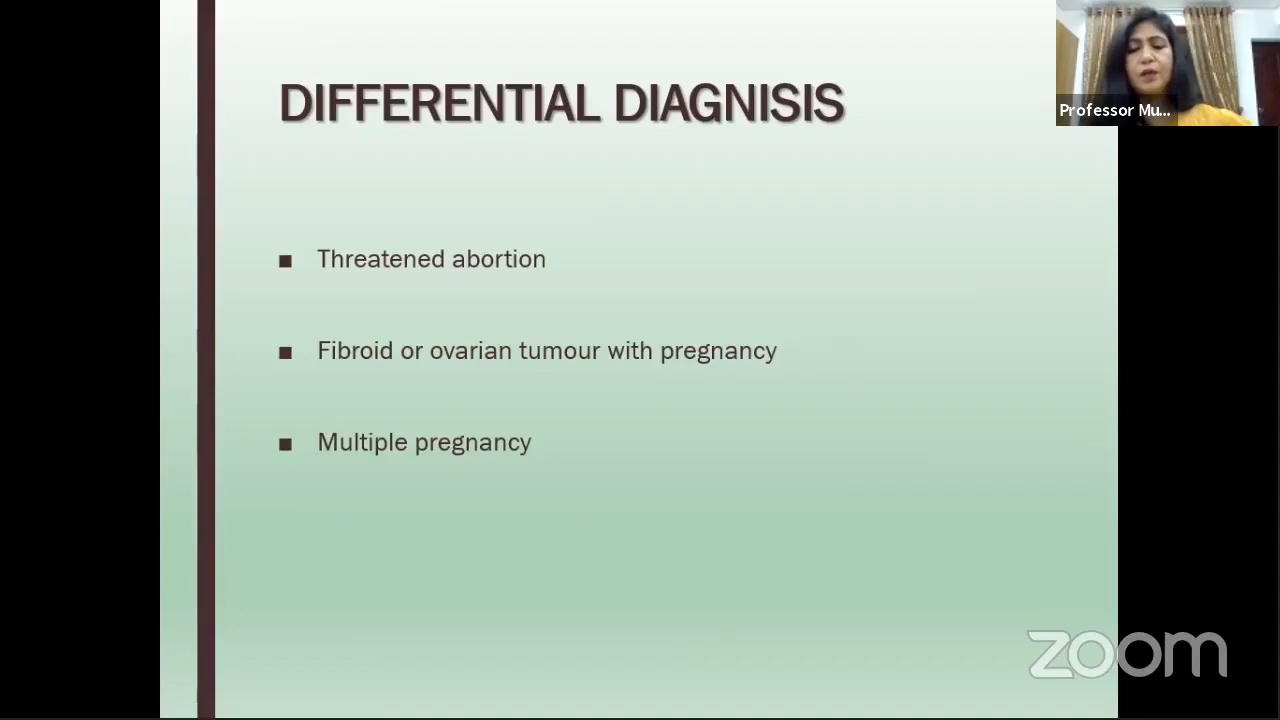 DIFFERENTIAL DIAGNISIS
Professor Mu...
Threatened abortion
Fibroid or ovarian tumour with pregnancy
Multiple pregnancy
zoom